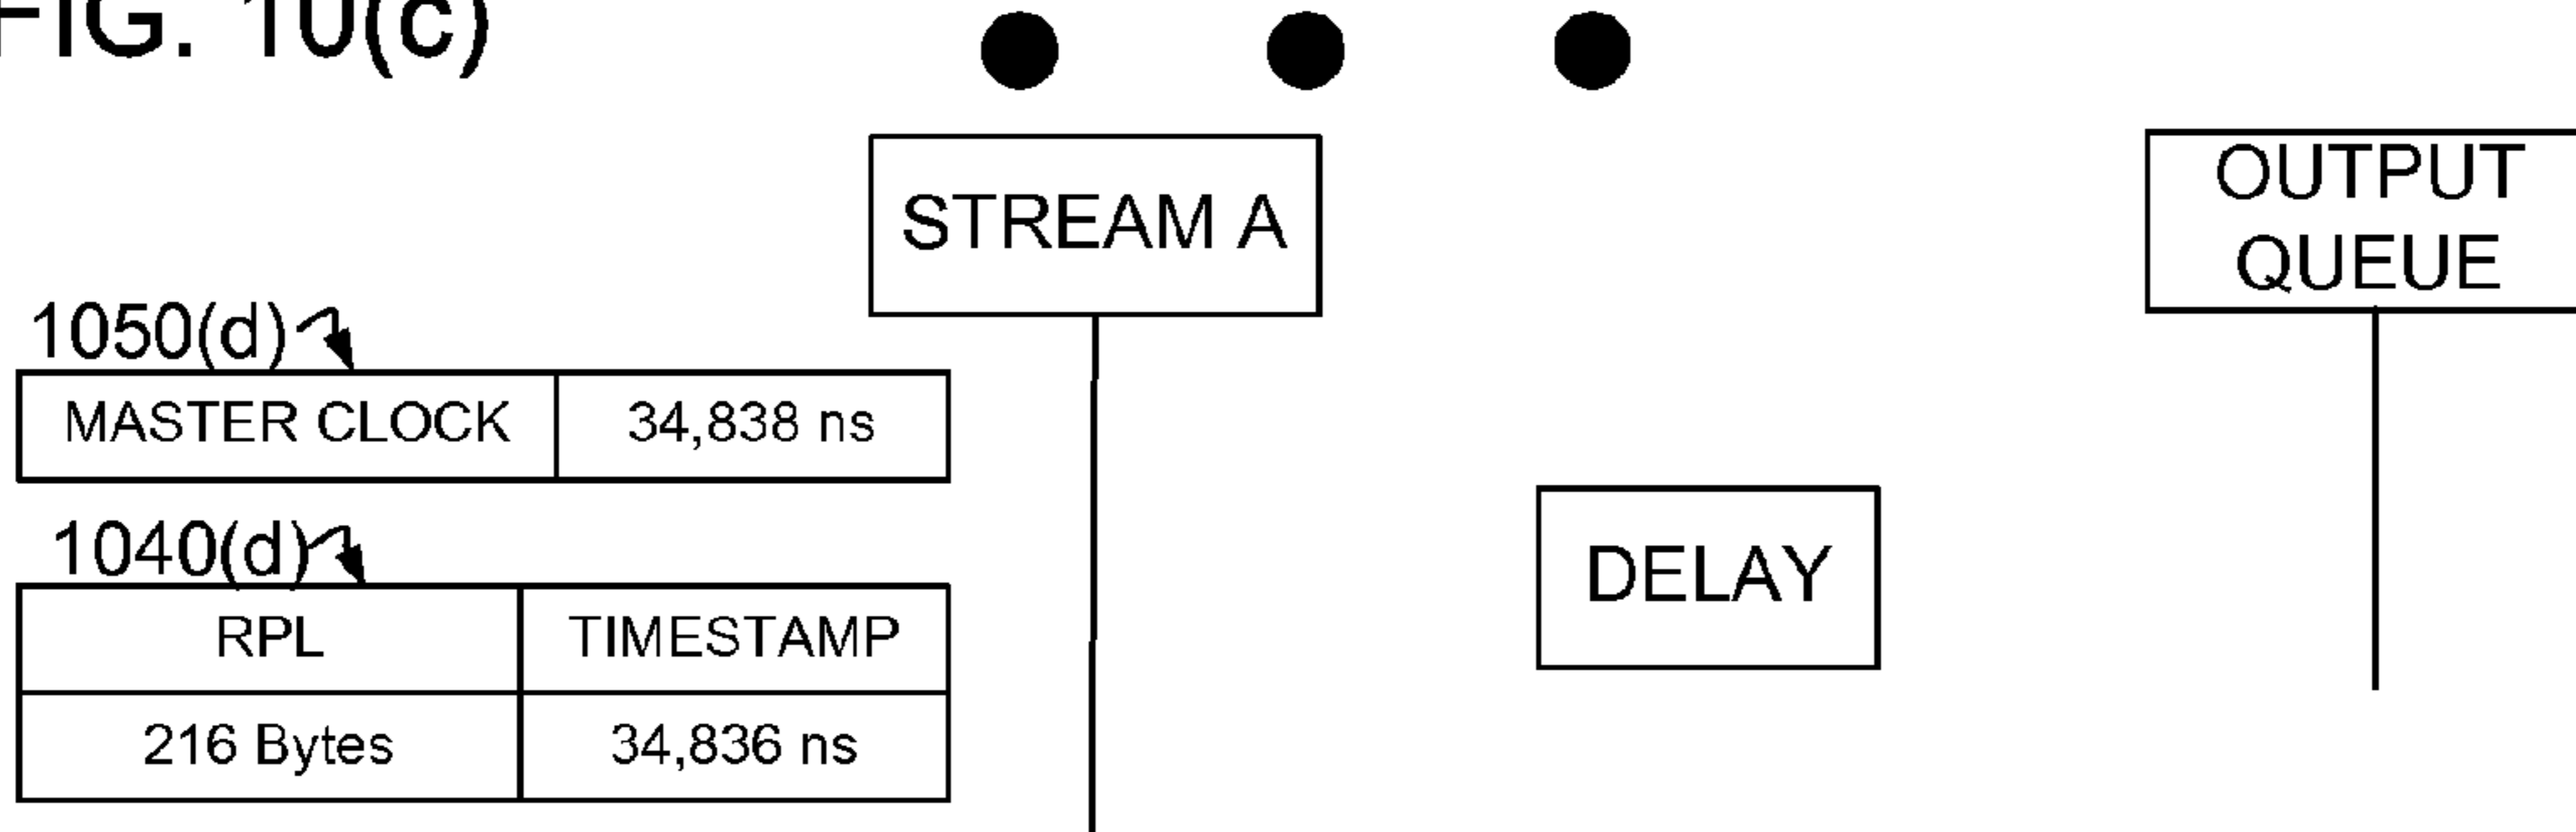 FIG. 10(c)
STREAM A
OUTPUT
QUEUE
1050(d)
MASTER CLOCK 34,838 ns
1040(d)
DELAY
RPL TIMESTAMP
216 Bytes 34,836 ns